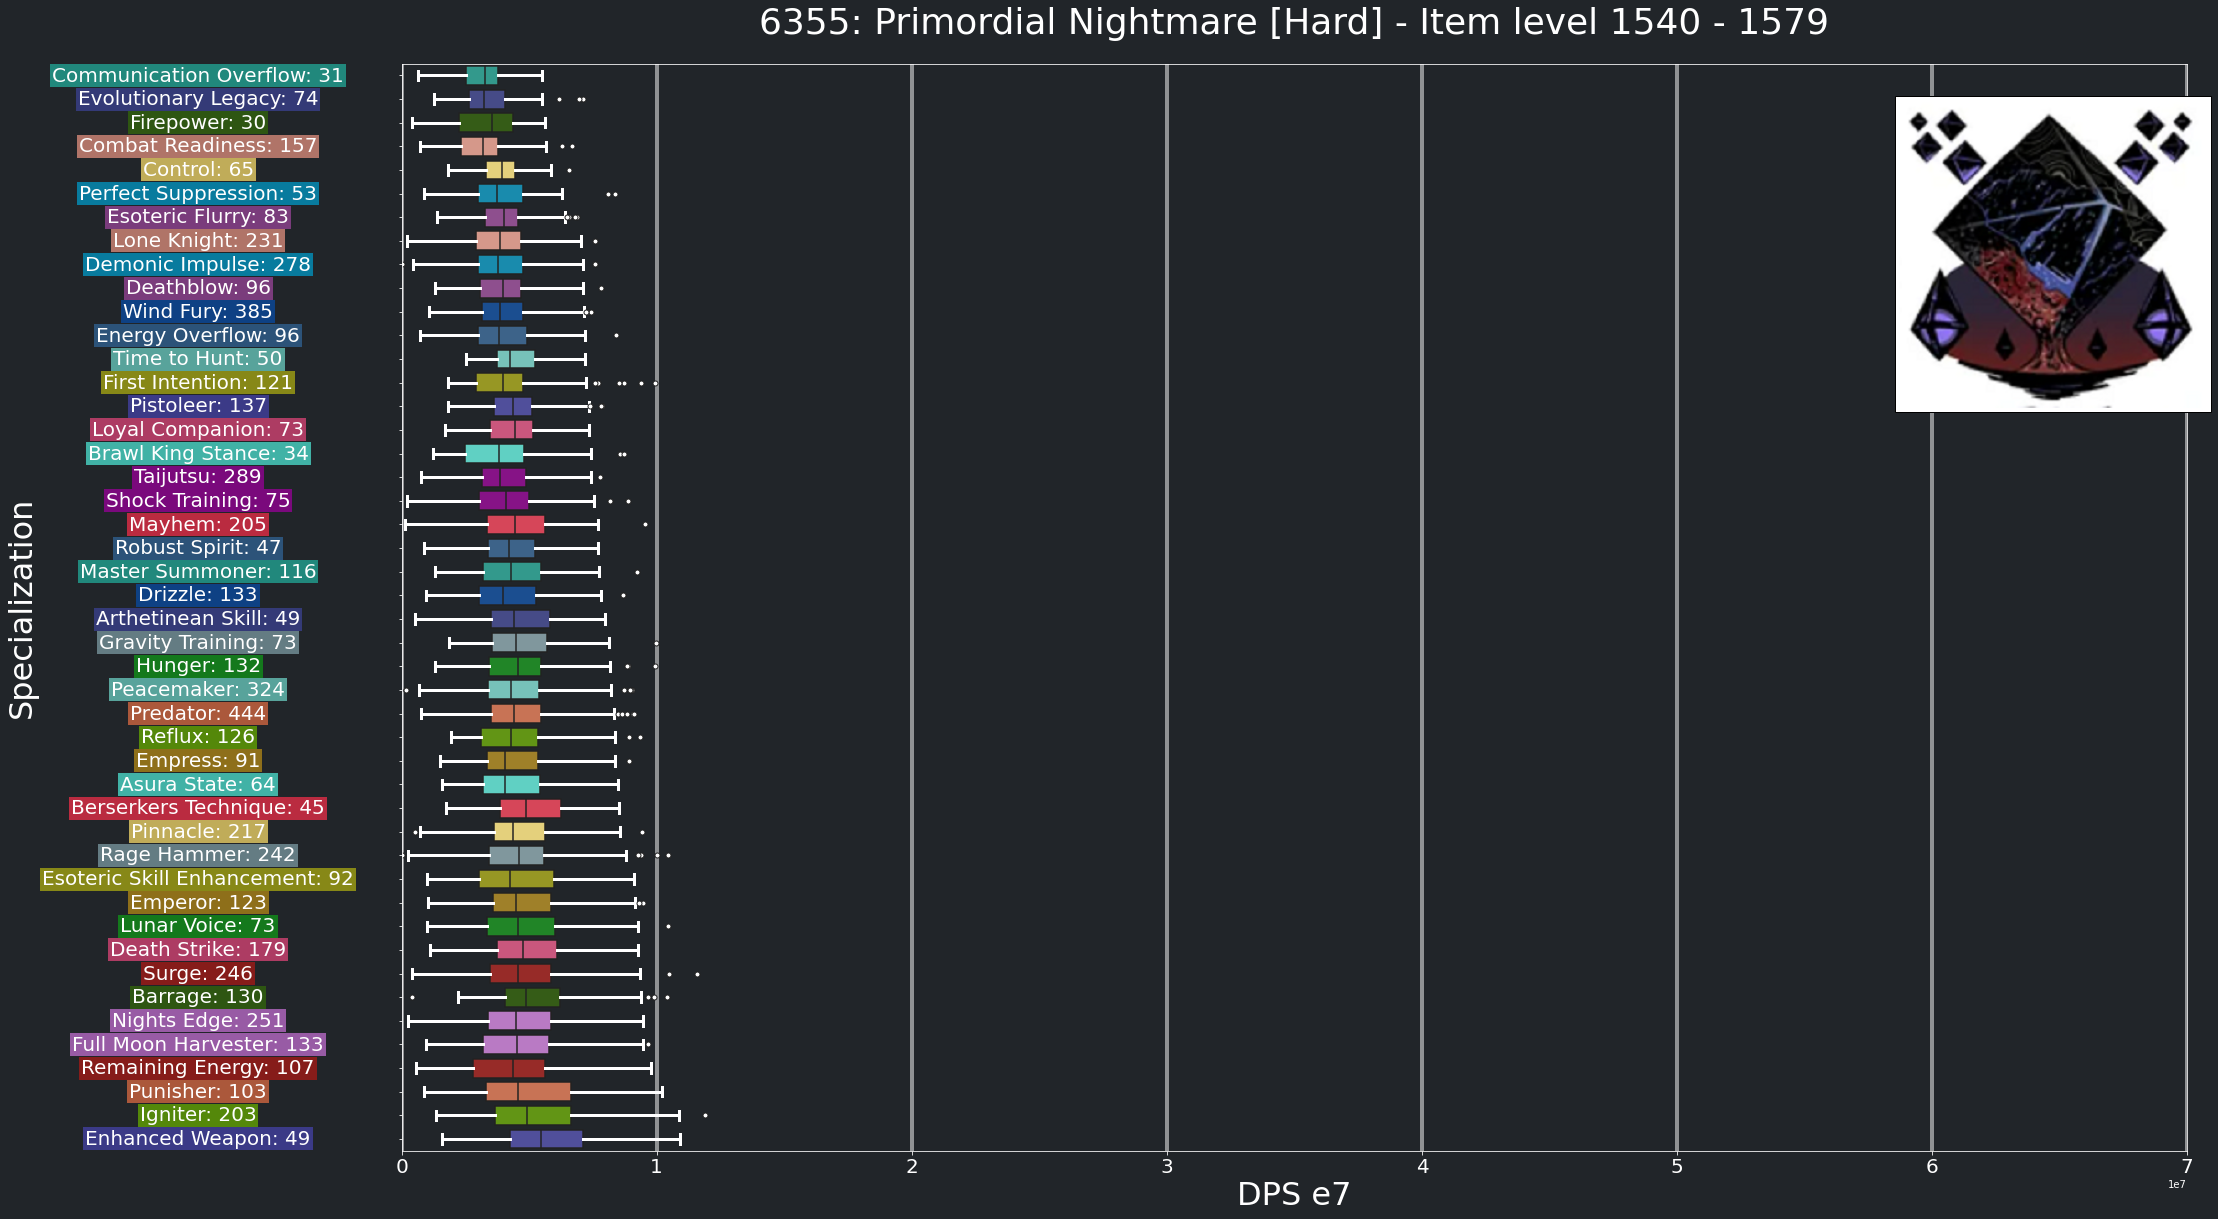 6355: Primordial Nightmare [Hard] - Item level 1540 - 1579
Communication Overflow: 31
Evolutionary Legacy: 74
Firepower: 30
Combat Readiness: 157
Control: 65
Perfect Suppression: 53
Esoteric Flurry: 83
Lone Knight: 231
Demonic Impulse: 278
Deathblow: 96
Wind Fury: 385
Energy Overflow: 96
Time to Hunt: 50
First Intention: 121
Pistoleer: 137
Loyal Companion: 73
Brawl King Stance: 34
Taijutsu: 289
Shock Training: 75
Mayhem: 205
Robust Spirit: 47
Master Summoner: 116
Drizzle: 133
Arthetinean Skill: 49
Gravity Training: 73
Hunger: 132
Peacemaker: 324
Predator: 444
Reflux: 126
Empress: 91
Asura State: 64
Berserkers Technique: 45
Pinnacle: 217
Rage Hammer: 242
Esoteric Skill Enhancement: 92
Emperor: 123
Lunar Voice: 73
Death Strike: 179
Surge: 246
Barrage: 130
Nights Edge: 251
Full Moon Harvester: 133
Remaining Energy: 107
Punisher: 103
Igniter: 203
Enhanced Weapon: 49
Specialization
0 1 2 3 4 5 6 7
1e7
DPS e7